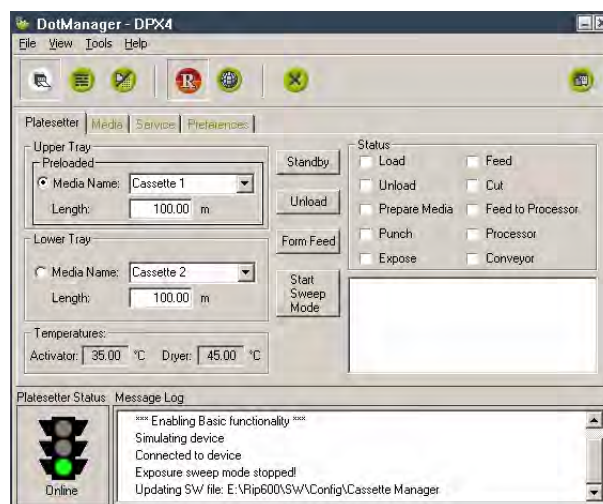 DotManager - DPX4
File View Tools Help
R
Platesetter Media Service Preferences
Upper Tray
Preloaded
Media Name: Cassette 1
Length: 100.00 m
Lower Tray
Media Name: Cassette 2
Length: 100.00 m
Temperatures:
Activator: 35.00 °C Dryer: 45.00 °C
Standby
Unload
Form Feed
Start
Sweep
Mode
Status
Load Feed
Unload Cut
Prepare Media Feed to Processor
Punch Processor
Expose Conveyor
Platesetter Status Message Log
Online
*** Enabling Basic functionality ***
Simulating device
Connected to device
Exposure sweep mode stopped!
Updating SW file: E:\Rip600\SW\Config\Cassette Manager